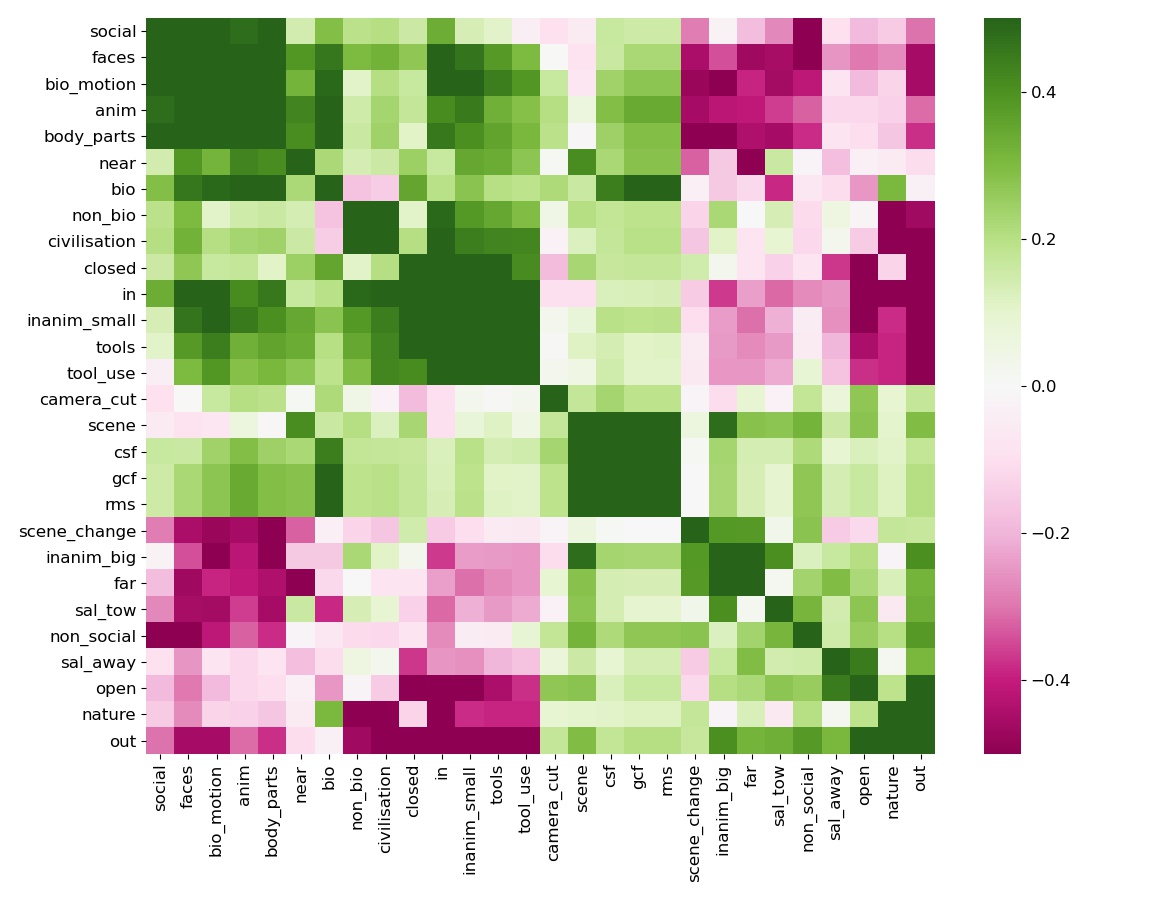 social
faces
bio_motion
anim
body_parts
near
bio
non_bio
civilisation
closed
in
inanim_small
tools
tool_use
camera_cut
scene
csf
gcf
rms
scene_change
inanim_big
far
sal_tow
non_social
sal_away
open
nature
out
social
faces
bio_motion
anim
body_parts
near
bio
non_bio
civilisation
closed
in
inanim_small
tools
tool_use
camera_cut
scene
csf
gcf
rms
scene_change
inanim_big
far
sal_tow
non_social
sal_away
open
nature
out
0.4
0.2
0.0
−0.2
−0.4